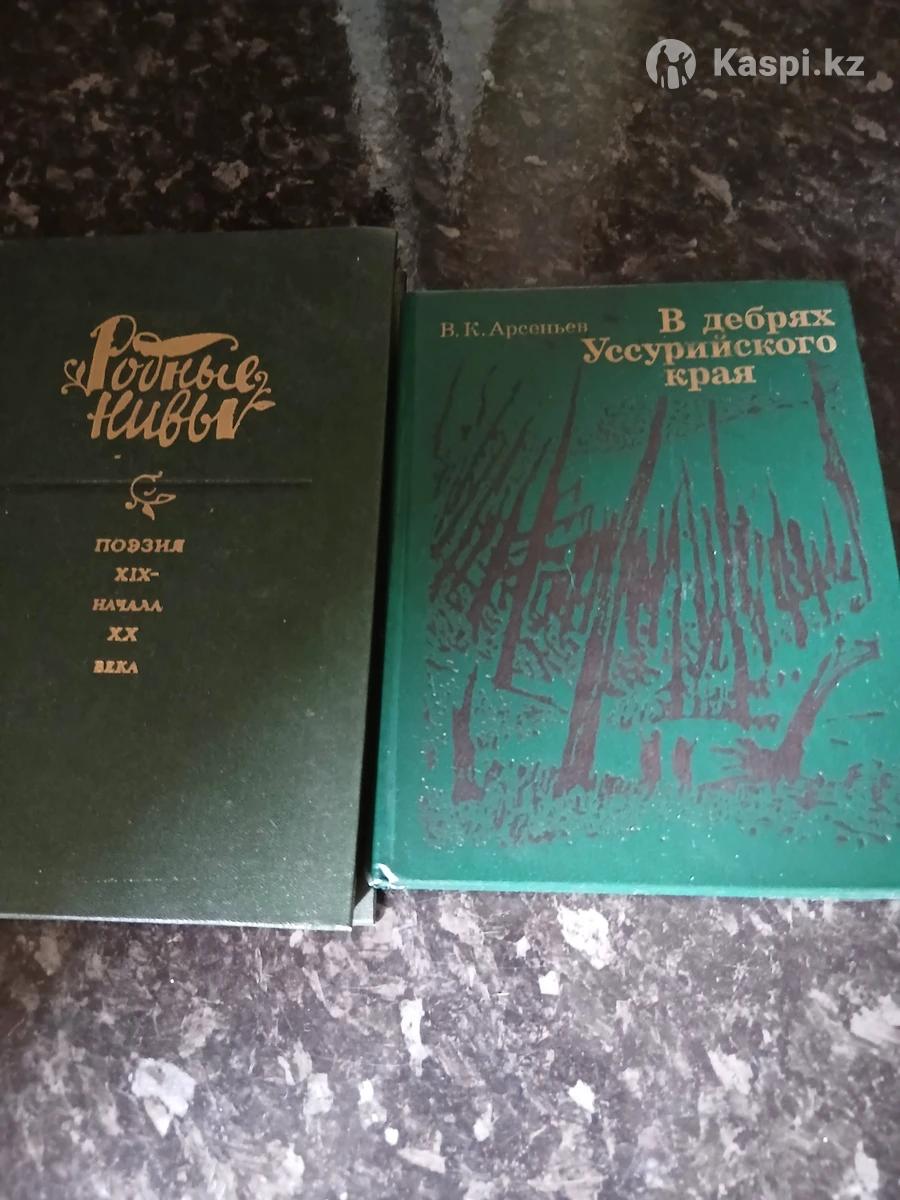 Kaspi.kz
Родные
нивы
ПОЭЗИЯ
XIX-
НАЧАЛА
XX
ВЕКА
В. К. Арсеньев
В дебрях
Уссурийского
края